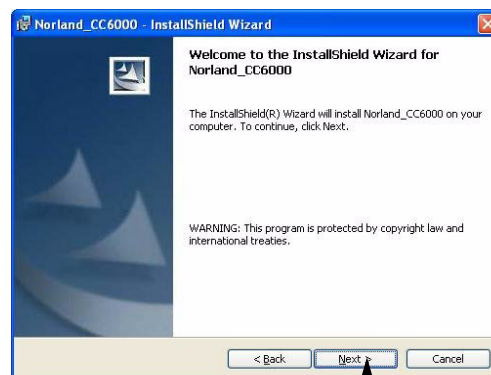 Norland_CC6000 - InstallShield Wizard
Welcome to the InstallShield Wizard for
Norland_CC6000
The InstallShield(R) Wizard will install Norland_CC6000 on your
computer. To continue, click Next.
WARNING: This program is protected by copyright law and
international treaties.
< Back
Next >
Cancel